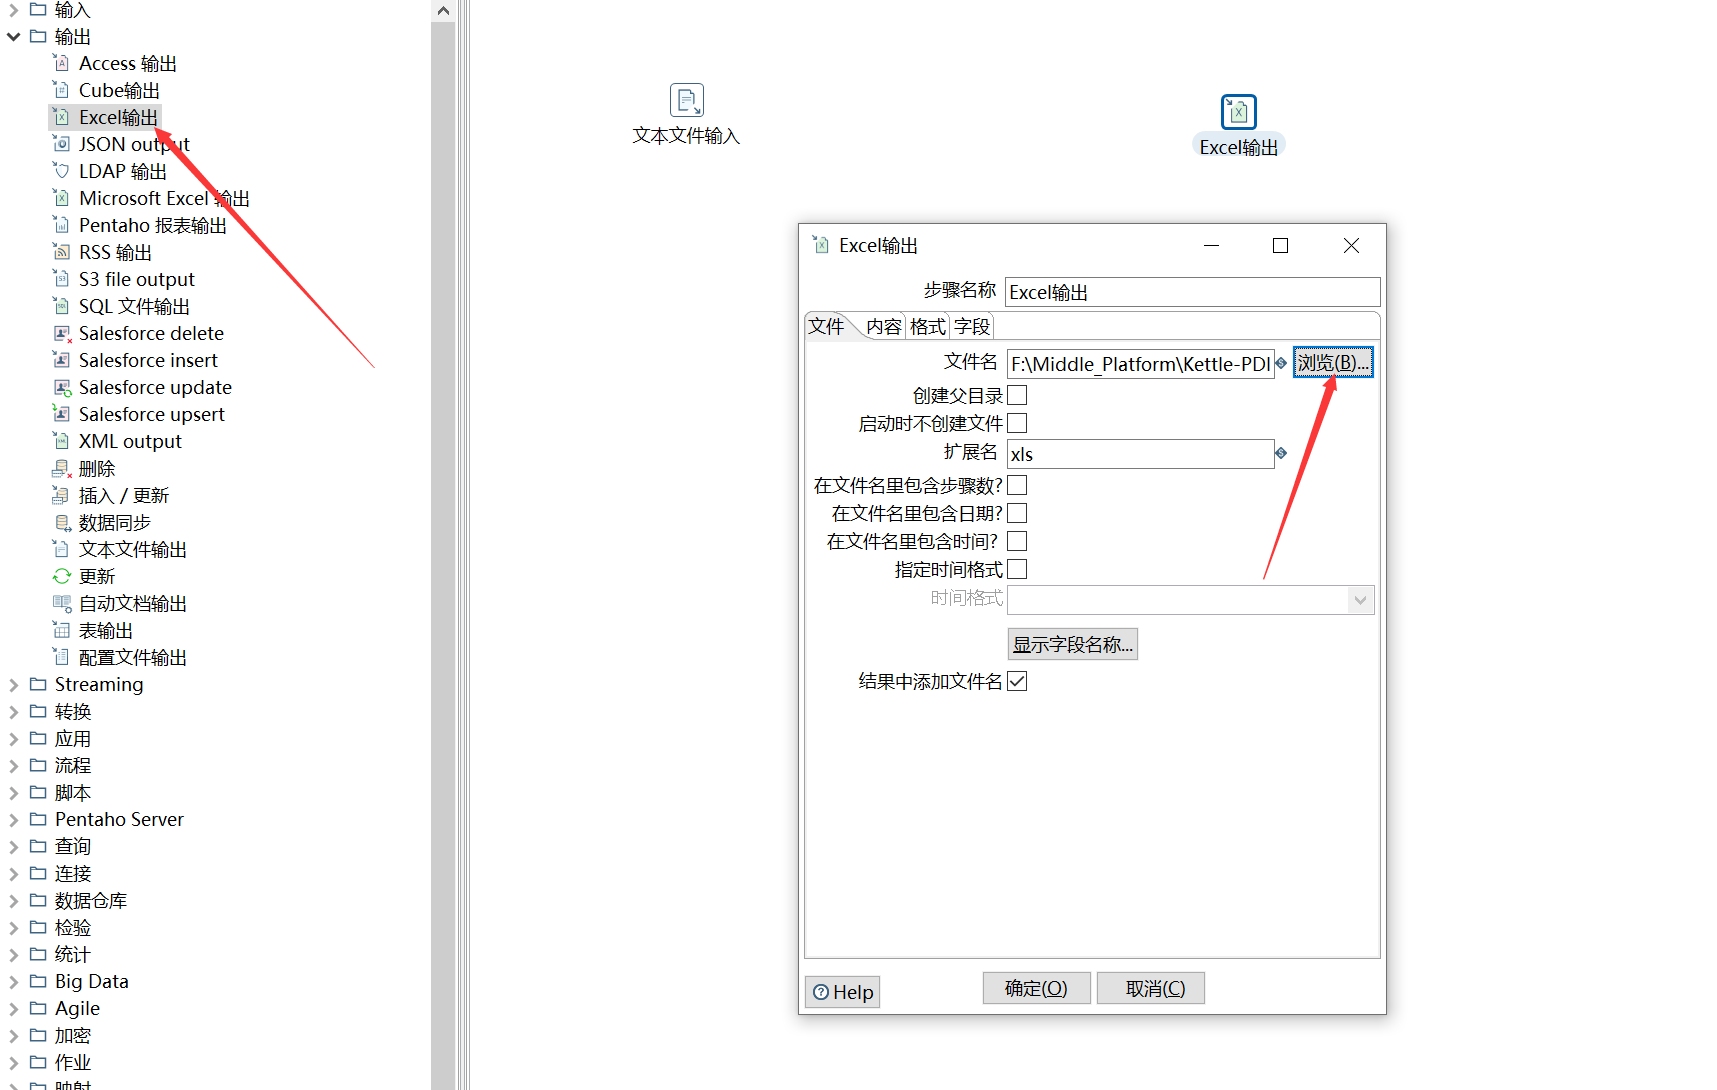 输入
输出
Access 输出
Cube输出
Excel输出
JSON output
LDAP 输出
Microsoft Excel 输出
Pentaho 报表输出
RSS 输出
S3 file output
SQL 文件输出
Salesforce delete
Salesforce insert
Salesforce update
Salesforce upsert
XML output
删除
插入 / 更新
数据同步
文本文件输出
更新
自动文档输出
表输出
配置文件输出
Streaming
转换
应用
流程
脚本
Pentaho Server
查询
连接
数据仓库
检验
统计
Big Data
Agile
加密
作业
映射
文本文件输入
Excel输出
Excel输出
步骤名称 Excel输出
文件 内容 格式 字段
文件名 F:\Middle_Platform\Kettle-PDI 浏览(B)...
创建父目录
启动时不创建文件
扩展名 xls
在文件名里包含步骤数?
在文件名里包含日期?
在文件名里包含时间?
指定时间格式
时间格式
显示字段名称...
结果中添加文件名
Help 确定(O) 取消(C)